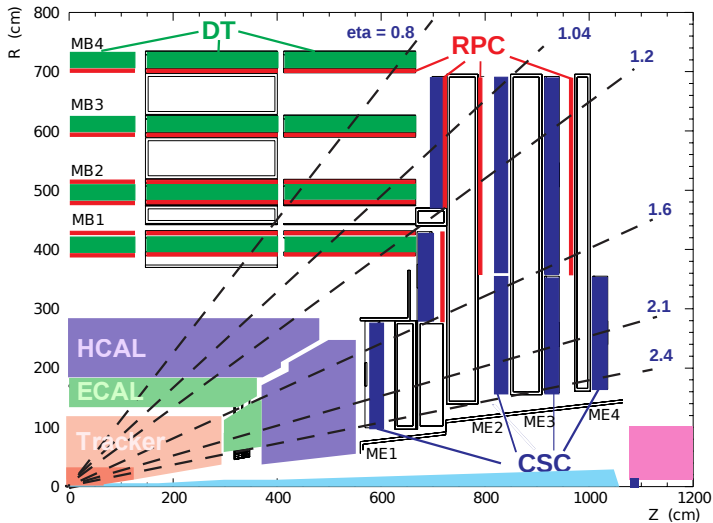 R (cm)
800
700
600
500
400
300
200
100
0
MB4
MB3
MB2
MB1
DT
eta = 0.8
RPC
1.04
1.2
1.6
2.1
2.4
HCAL
ECAL
Tracker
ME1
ME2
ME3
ME4
CSC
0
200
400
600
800
1000
1200
Z (cm)